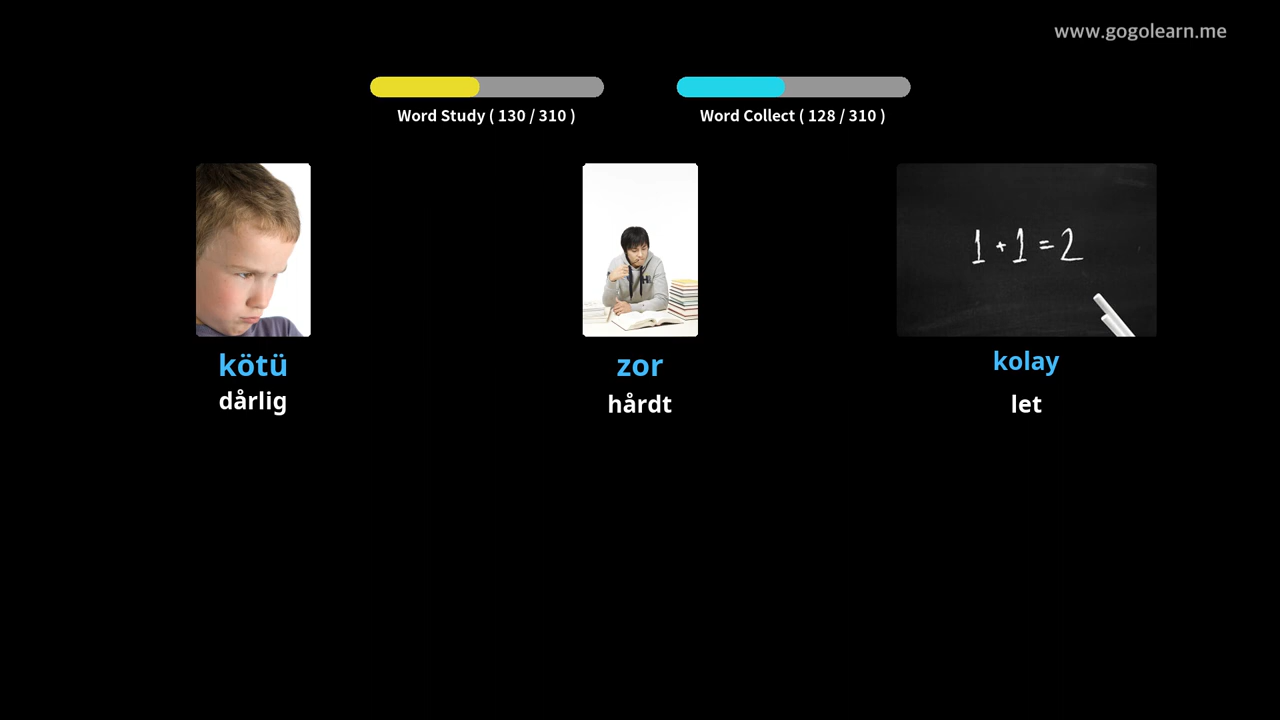 www.gogolearn.me
Word Study ( 130 / 310 )
Word Collect ( 128 / 310 )
1 + 1 = 2
kötü
zor
kolay
dårlig
hårdt
let